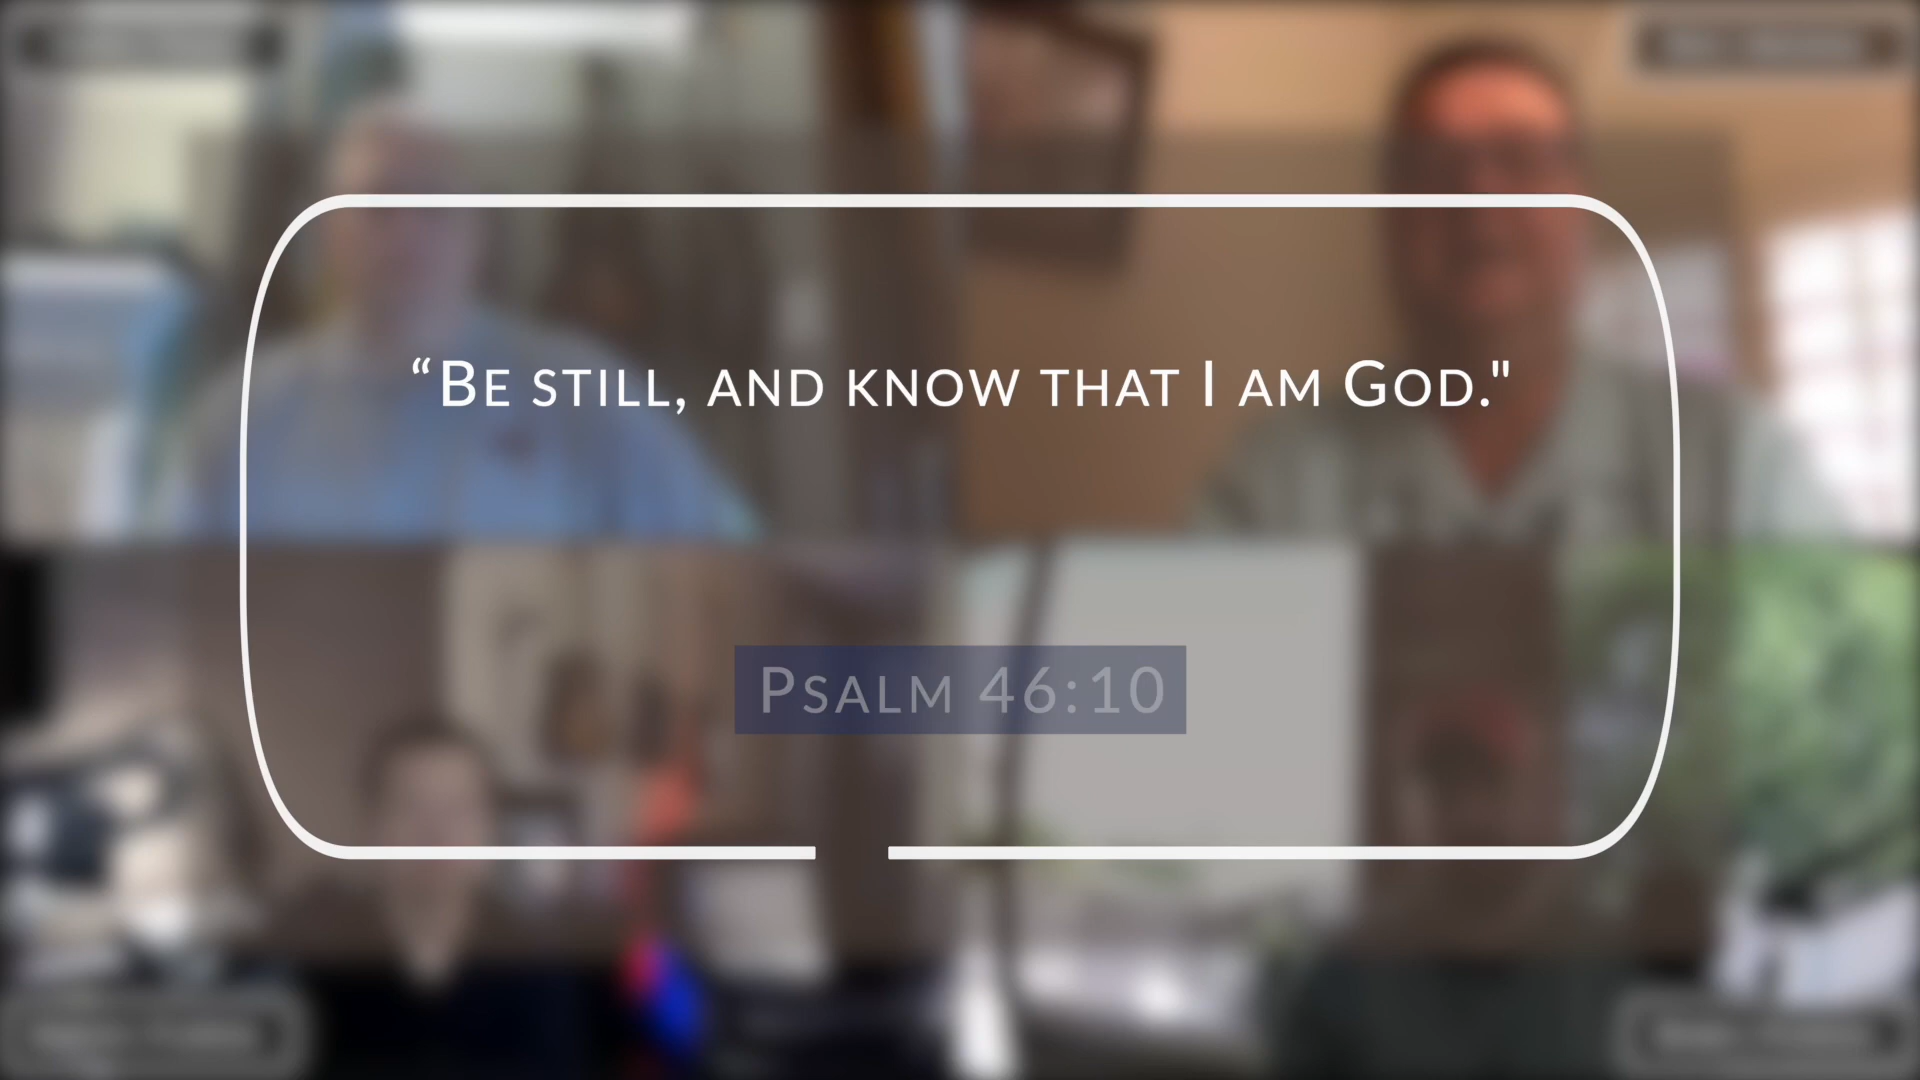 “Be still, and know that I am God."
Psalm 46:10